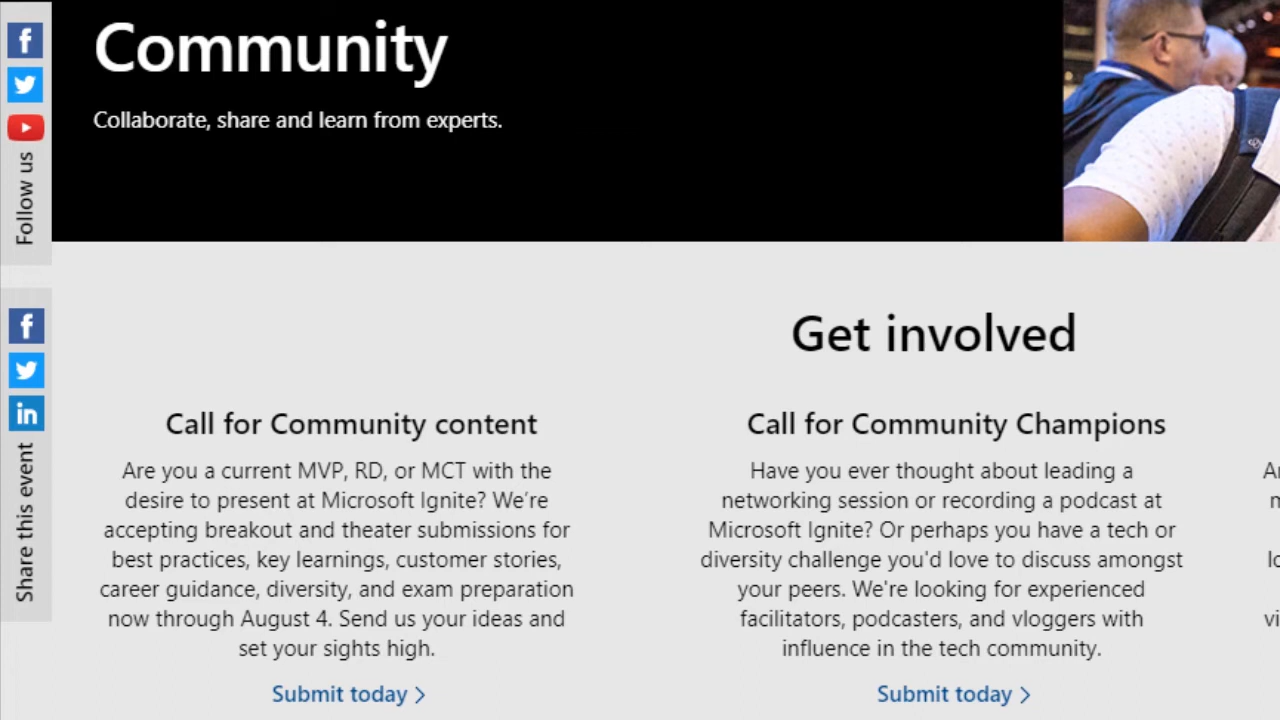 Community
Collaborate, share and learn from experts.
Follow us
Share this event
Get involved
Call for Community content
Are you a current MVP, RD, or MCT with the
desire to present at Microsoft Ignite? We're
accepting breakout and theater submissions for
best practices, key learnings, customer stories,
career guidance, diversity, and exam preparation
now through August 4. Send us your ideas and
set your sights high.
Submit today >
Call for Community Champions
Have you ever thought about leading a
networking session or recording a podcast at
Microsoft Ignite? Or perhaps you have a tech or
diversity challenge you'd love to discuss amongst
your peers. We're looking for experienced
facilitators, podcasters, and vloggers with
influence in the tech community.
Submit today >